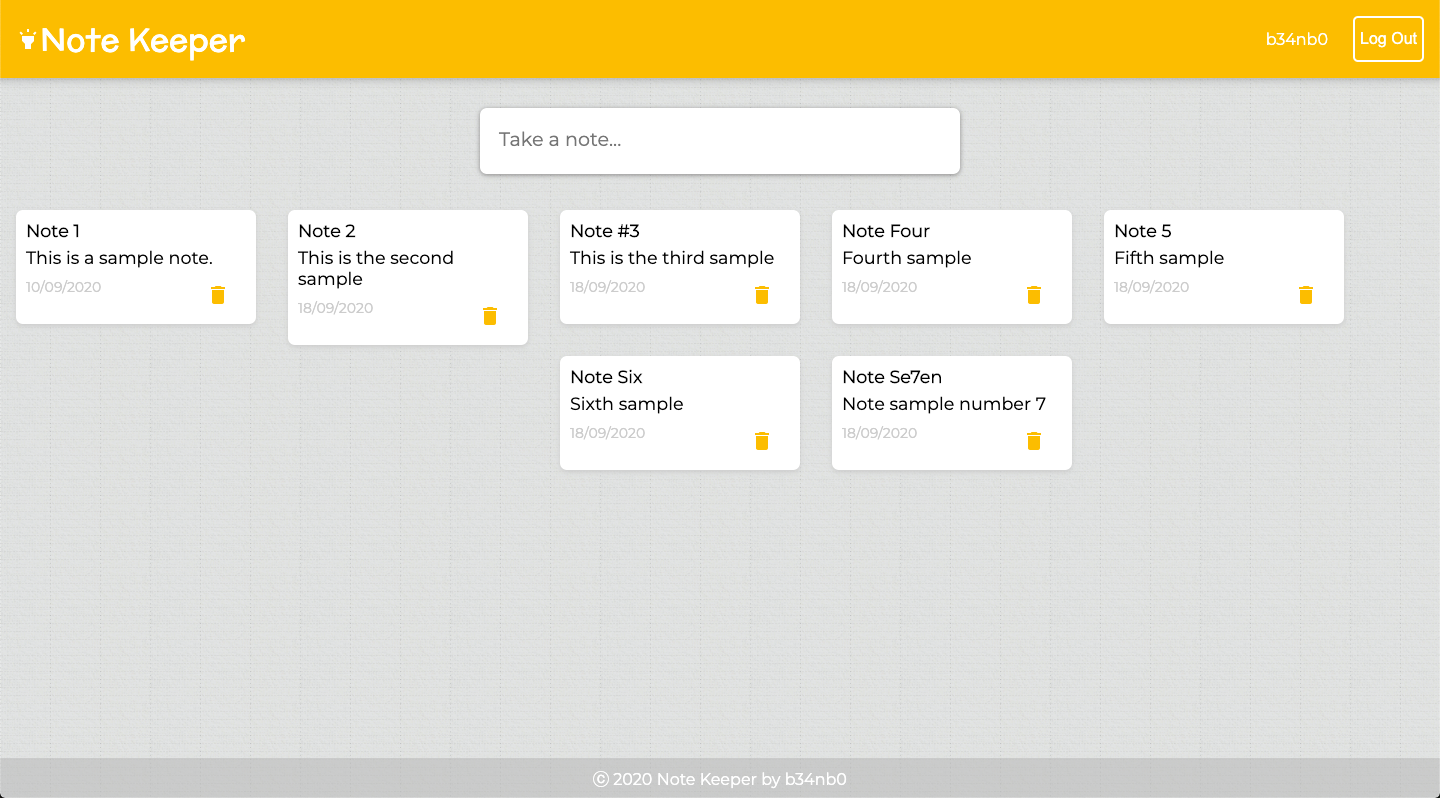 Note Keeper
b34nb0
Log Out
Take a note...
Note 1
This is a sample note.
10/09/2020
Note 2
This is the second
sample
18/09/2020
Note #3
This is the third sample
18/09/2020
Note Four
Fourth sample
18/09/2020
Note 5
Fifth sample
18/09/2020
Note Six
Sixth sample
18/09/2020
Note Se7en
Note sample number 7
18/09/2020
© 2020 Note Keeper by b34nb0